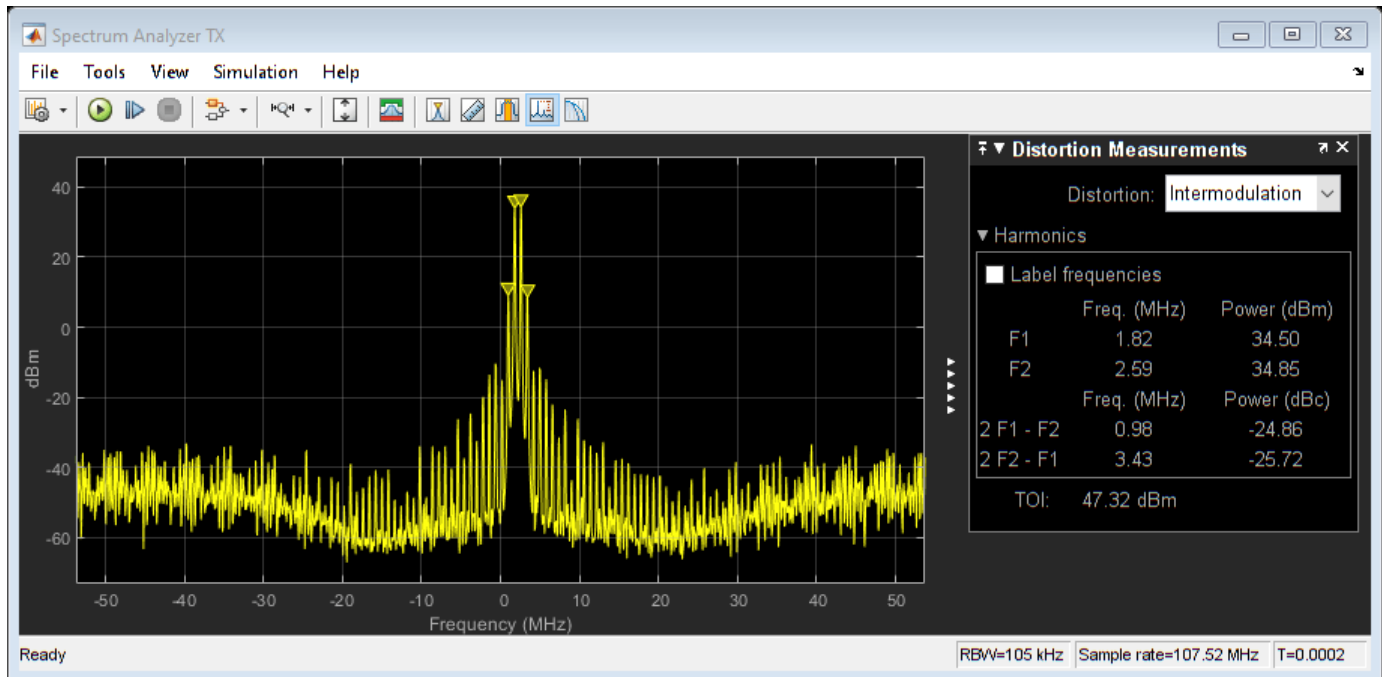 Spectrum Analyzer TX
File Tools View Simulation Help
Distortion Measurements
Distortion: Intermodulation
Harmonics
Label frequencies
Freq. (MHz) Power (dBm)
F1 1.82 34.50
F2 2.59 34.85
Freq. (MHz) Power (dBc)
2 F1 - F2 0.98 -24.86
2 F2 - F1 3.43 -25.72
TOI: 47.32 dBm
40
20
0
-20
-40
-60
dBm
-50 -40 -30 -20 -10 0 10 20 30 40 50
Frequency (MHz)
Ready RBW=105 kHz Sample rate=107.52 MHz T=0.0002